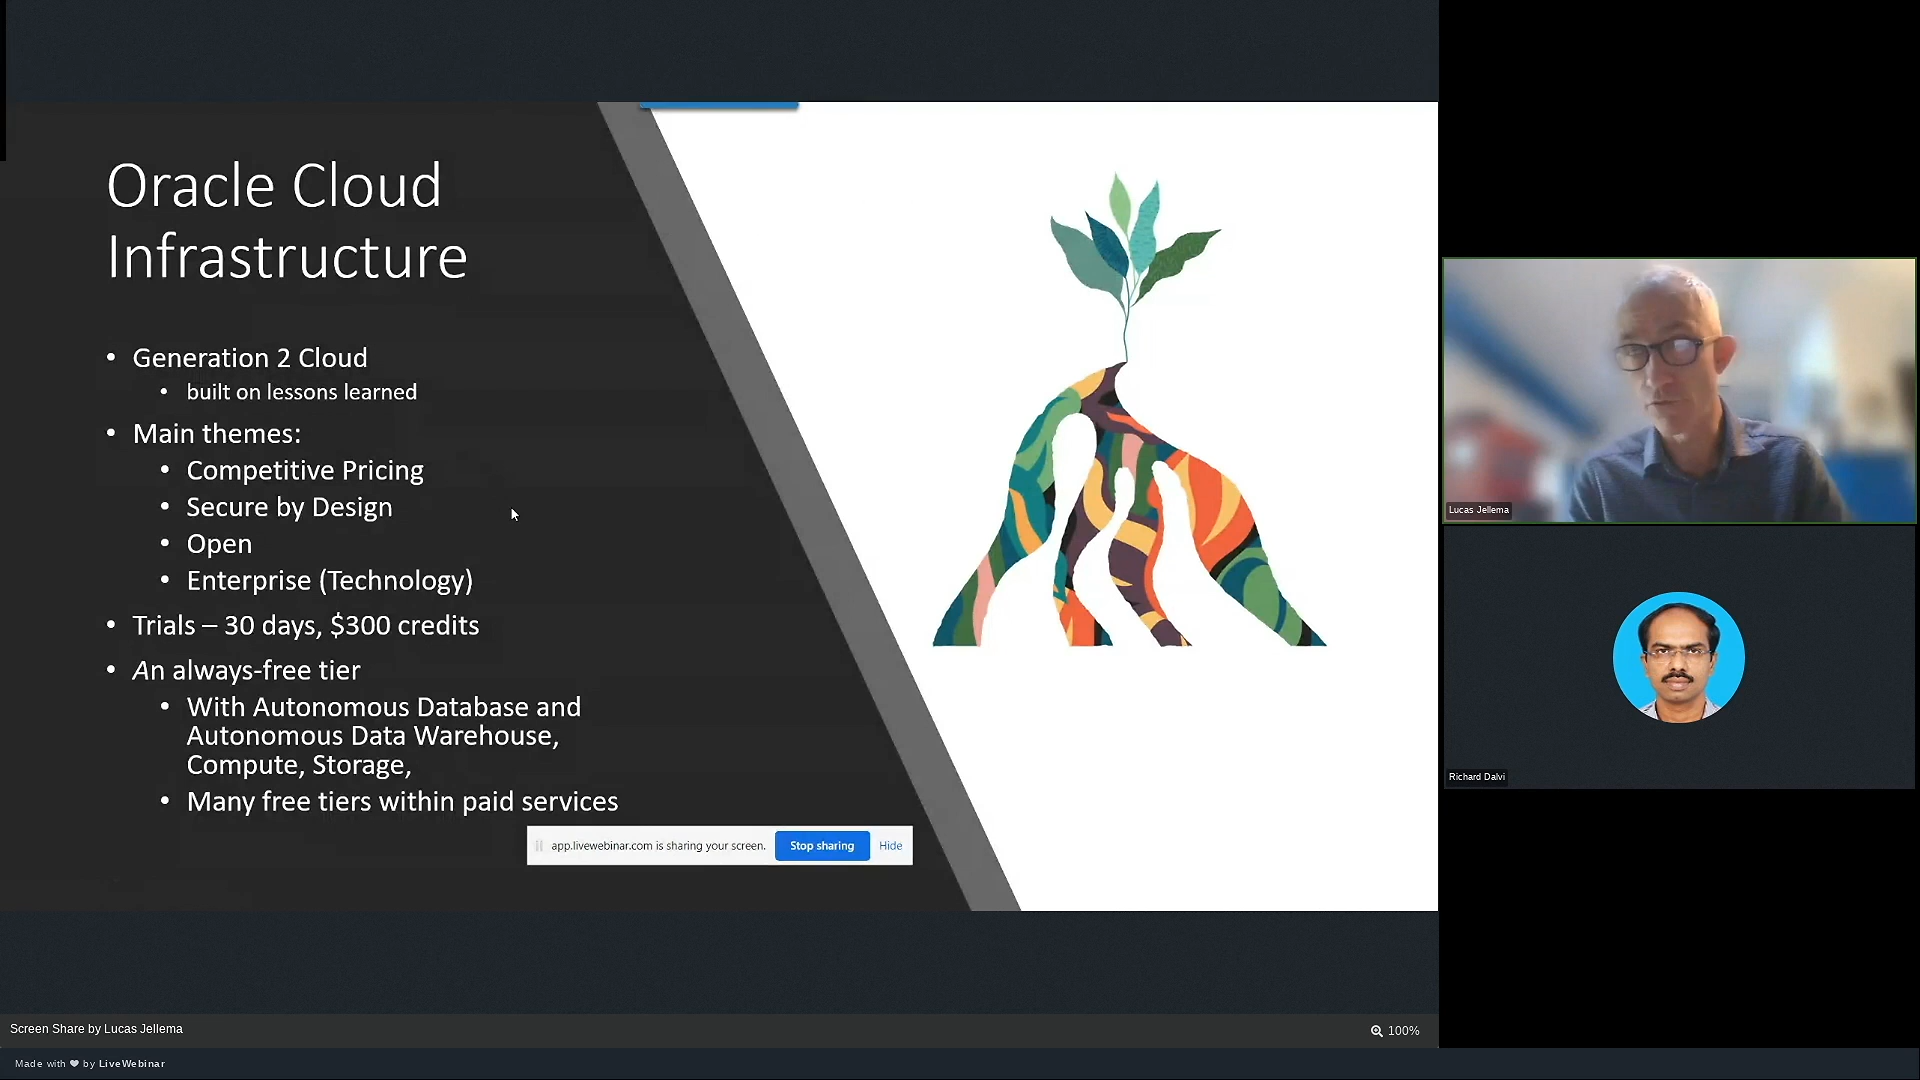 Oracle Cloud
Infrastructure
• Generation 2 Cloud
• built on lessons learned
• Main themes:
• Competitive Pricing
• Secure by Design
• Open
• Enterprise (Technology)
• Trials – 30 days, $300 credits
• An always-free tier
• With Autonomous Database and
Autonomous Data Warehouse,
Compute, Storage,
• Many free tiers within paid services
app.livewebinar.com is sharing your screen.
Stop sharing
Hide
Lucas Jellema
Richard Dalvi
Screen Share by Lucas Jellema
100%
Made with ❤ by LiveWebinar